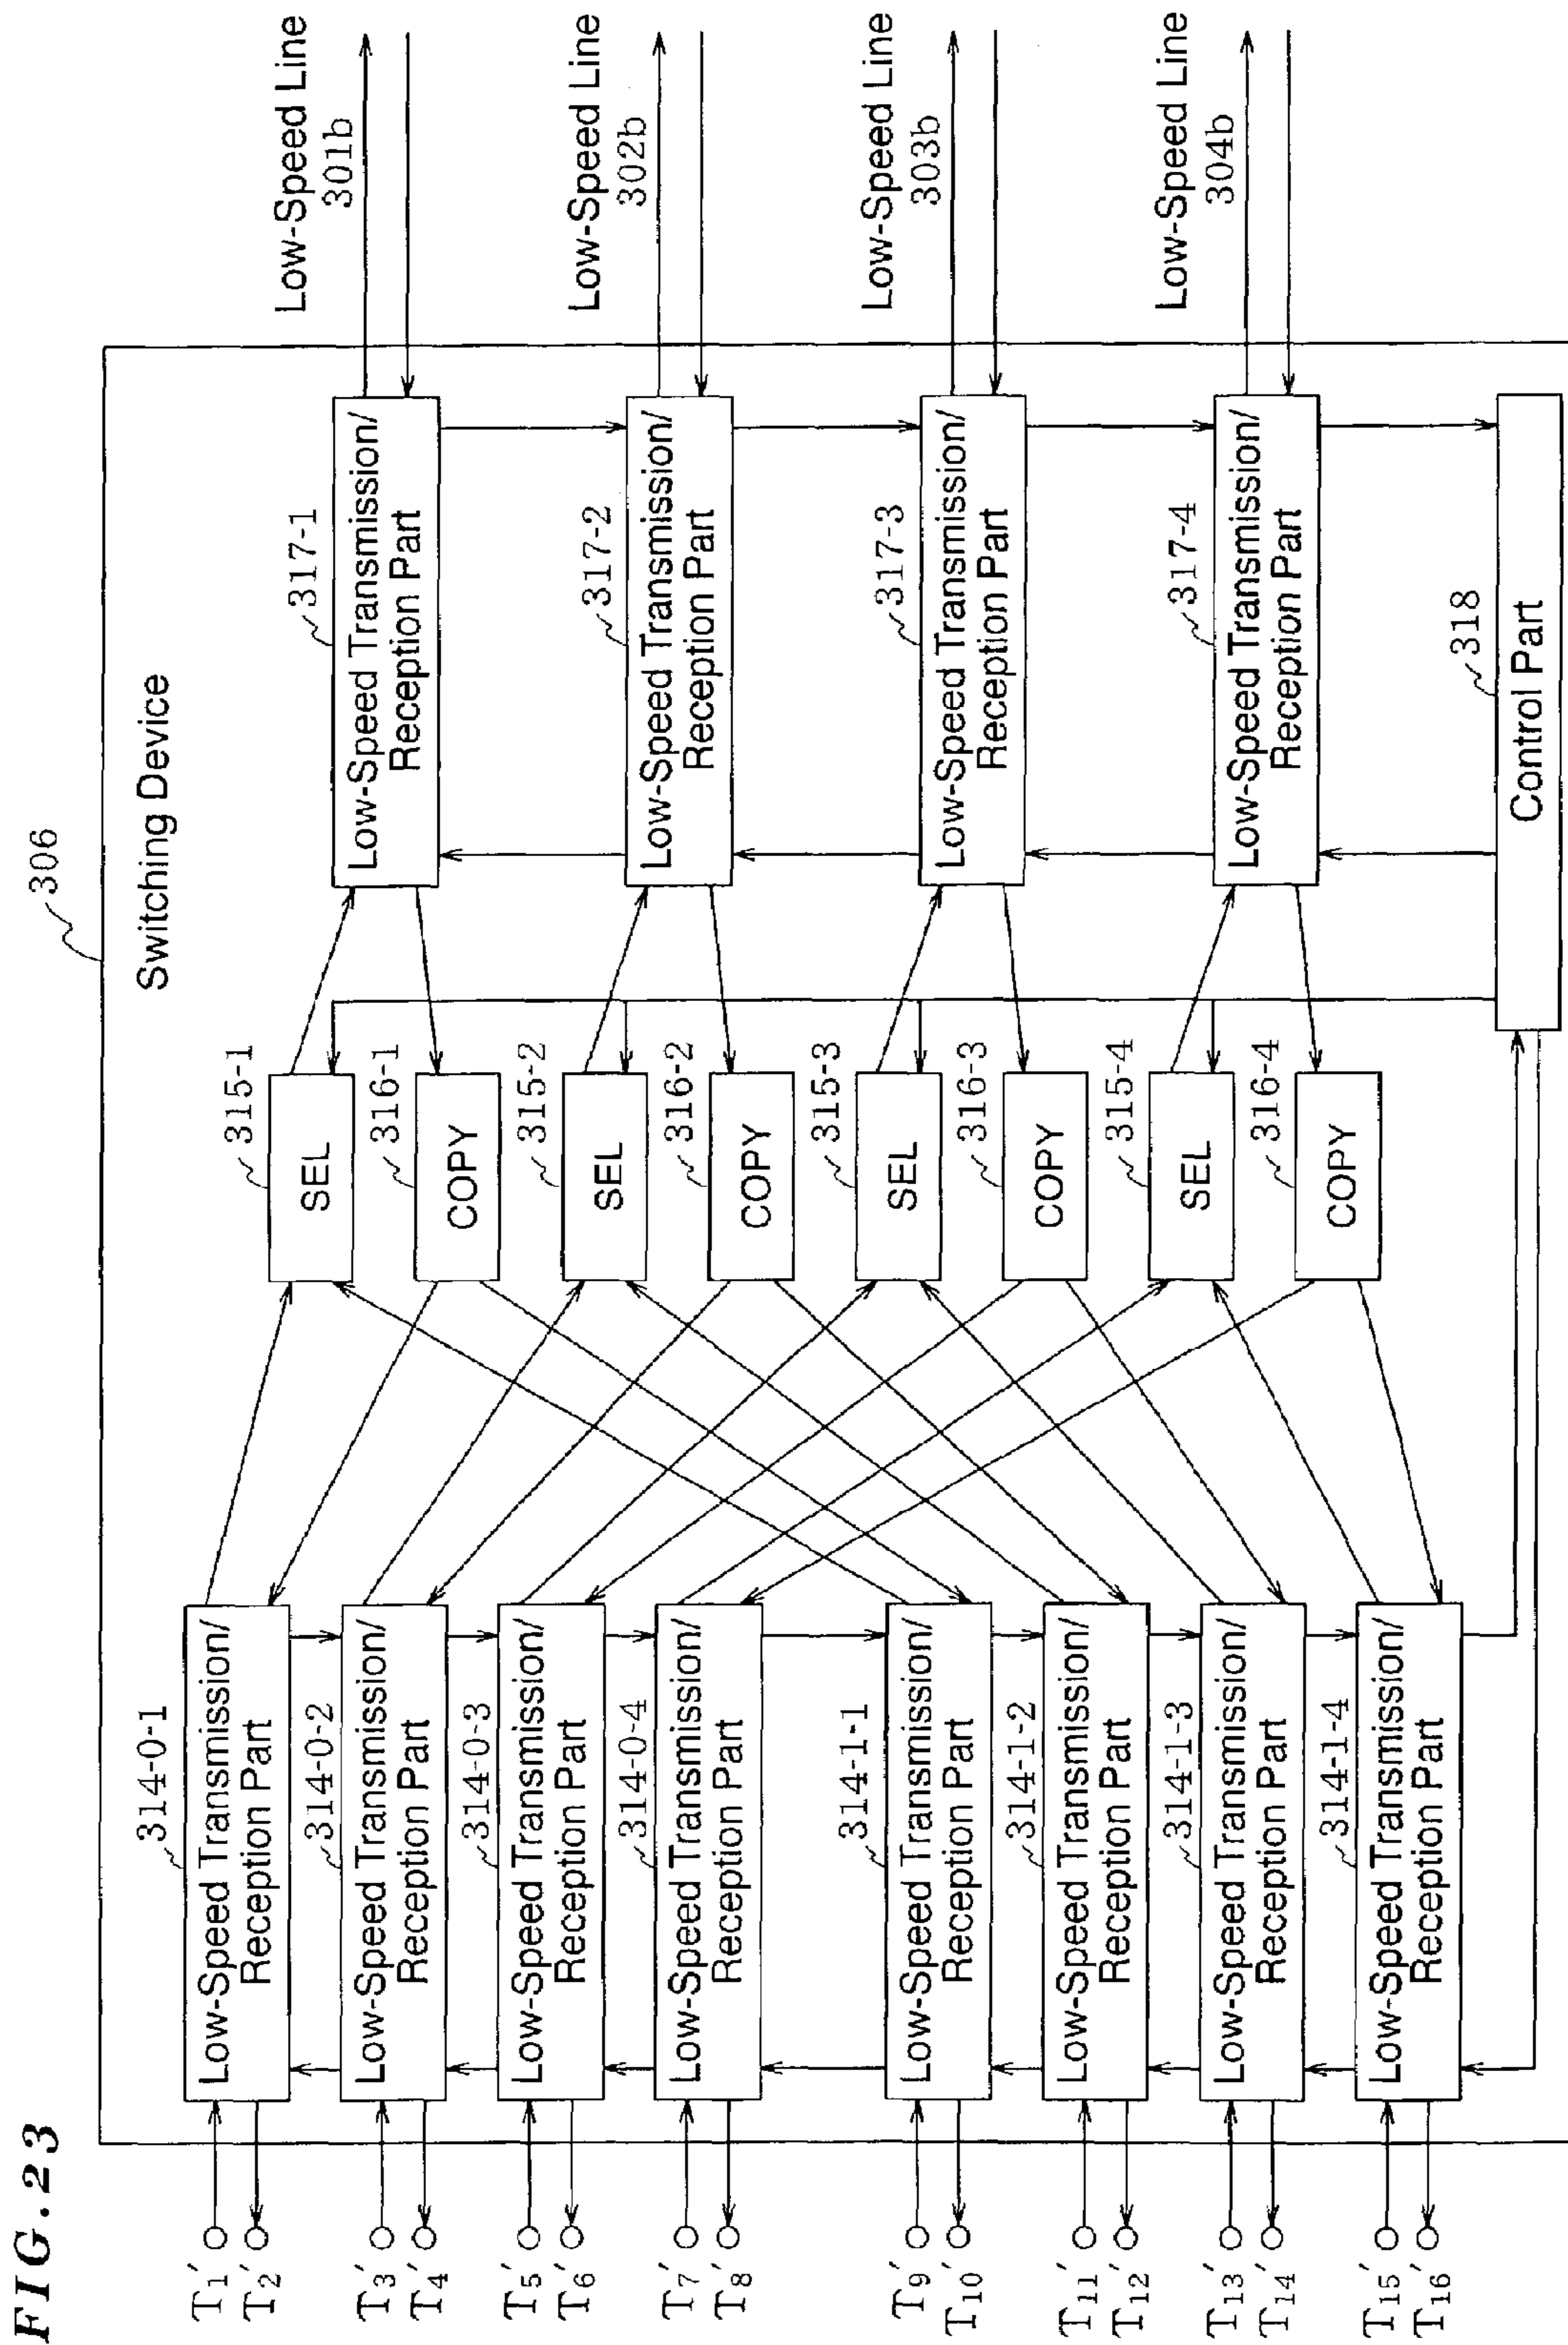 FIG.23
306
Switching Device
T1′
T2′
T3′
T4′
T5′
T6′
T7′
T8′
T9′
T10′
T11′
T12′
T13′
T14′
T15′
T16′
314-0-1
Low-Speed Transmission/
Reception Part
314-0-2
Low-Speed Transmission/
Reception Part
314-0-3
Low-Speed Transmission/
Reception Part
314-0-4
Low-Speed Transmission/
Reception Part
314-1-1
Low-Speed Transmission/
Reception Part
314-1-2
Low-Speed Transmission/
Reception Part
314-1-3
Low-Speed Transmission/
Reception Part
314-1-4
Low-Speed Transmission/
Reception Part
315-1
SEL
316-1
COPY
315-2
SEL
316-2
COPY
315-3
SEL
316-3
COPY
315-4
SEL
316-4
COPY
317-1
Low-Speed Transmission/
Reception Part
317-2
Low-Speed Transmission/
Reception Part
317-3
Low-Speed Transmission/
Reception Part
317-4
Low-Speed Transmission/
Reception Part
318
Control Part
Low-Speed Line
301b
Low-Speed Line
302b
Low-Speed Line
303b
Low-Speed Line
304b